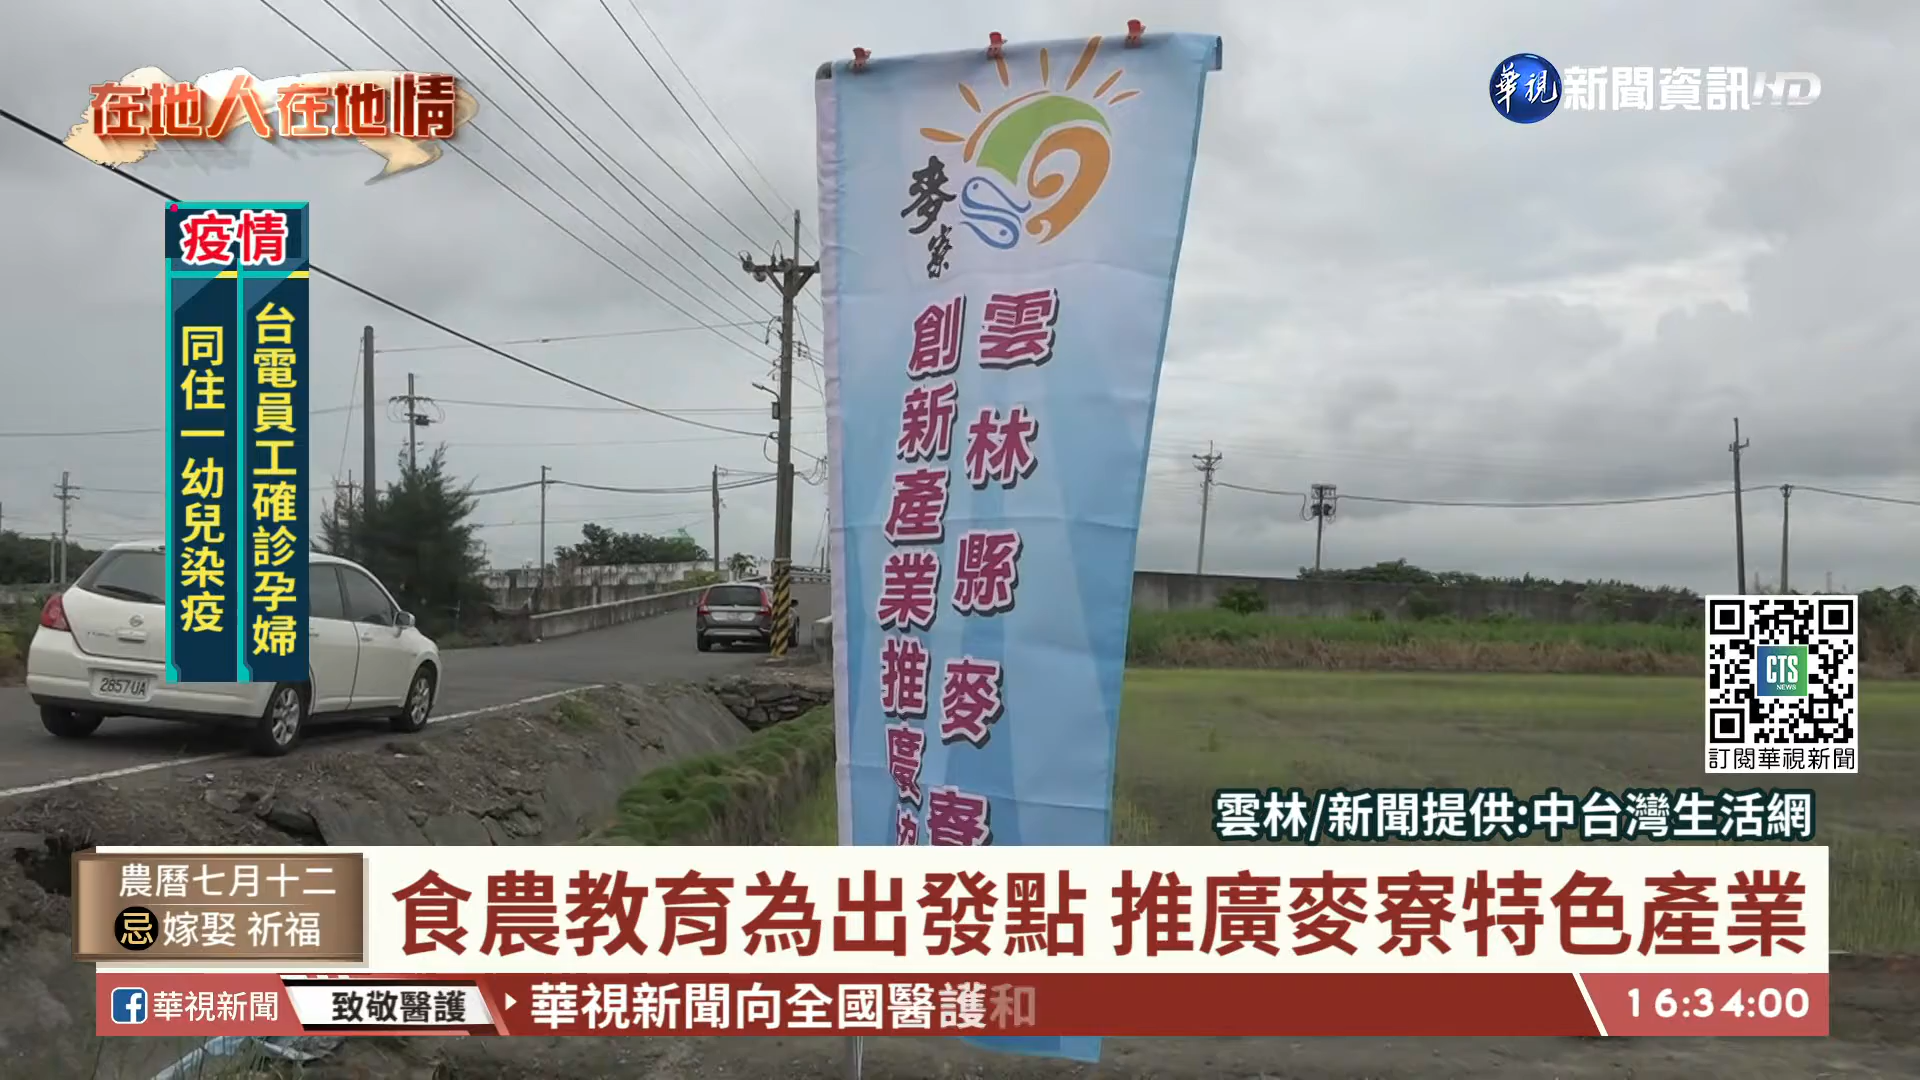 在地人在地情
華視 新聞資訊HD
疫情
台電員工確診孕婦
同住一幼兒染疫
麥寮
雲林縣麥寮
創新產業推廣協
2857UA
CTS
NEWS
訂閱華視新聞
雲林/新聞提供:中台灣生活網
農曆七月十二
忌 嫁娶 祈福
食農教育為出發點 推廣麥寮特色產業
華視新聞
致敬醫護
華視新聞向全國醫護和
16:34:00